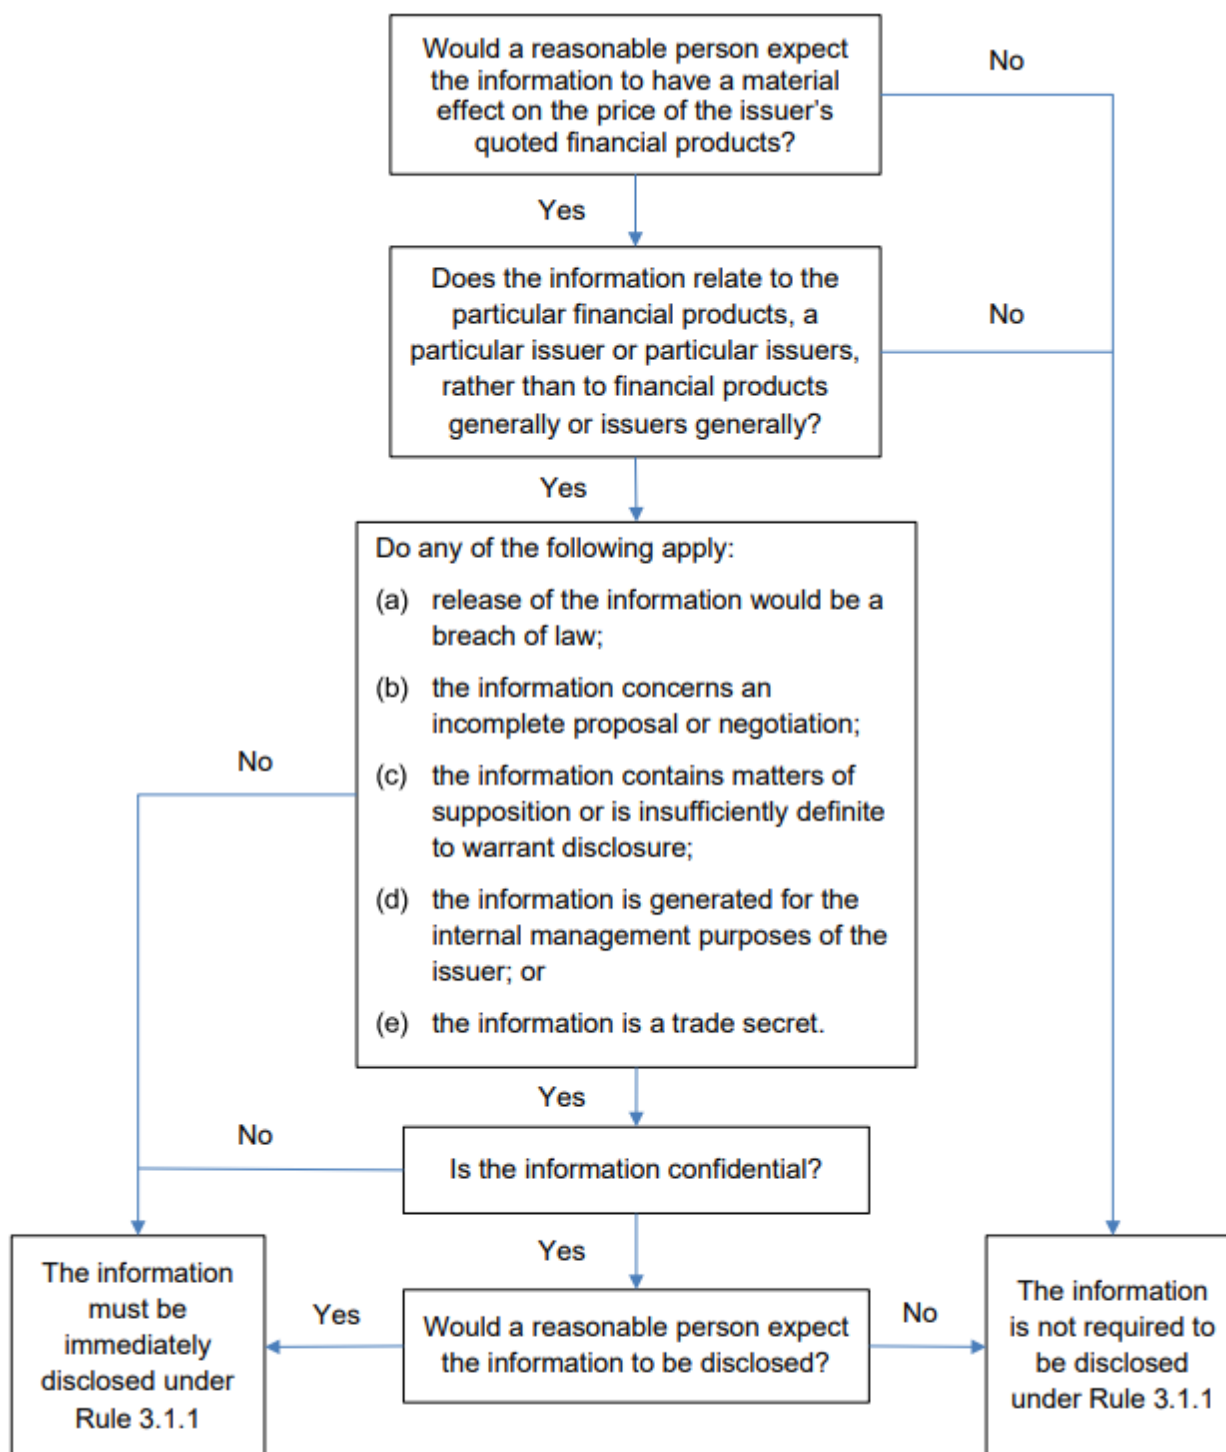 Would a reasonable person expect
the information to have a material
effect on the price of the issuer's
quoted financial products?
No
Yes
Does the information relate to the
particular financial products, a
particular issuer or particular issuers,
rather than to financial products
generally or issuers generally?
No
Yes
Do any of the following apply:
(a) release of the information would be a
breach of law;
(b) the information concerns an
incomplete proposal or negotiation;
(c) the information contains matters of
supposition or is insufficiently definite
to warrant disclosure;
(d) the information is generated for the
internal management purposes of the
issuer; or
(e) the information is a trade secret.
No
Yes
Is the information confidential?
No
Yes
Would a reasonable person expect
the information to be disclosed?
Yes
No
The information
must be
immediately
disclosed under
Rule 3.1.1
The information
is not required to
be disclosed
under Rule 3.1.1